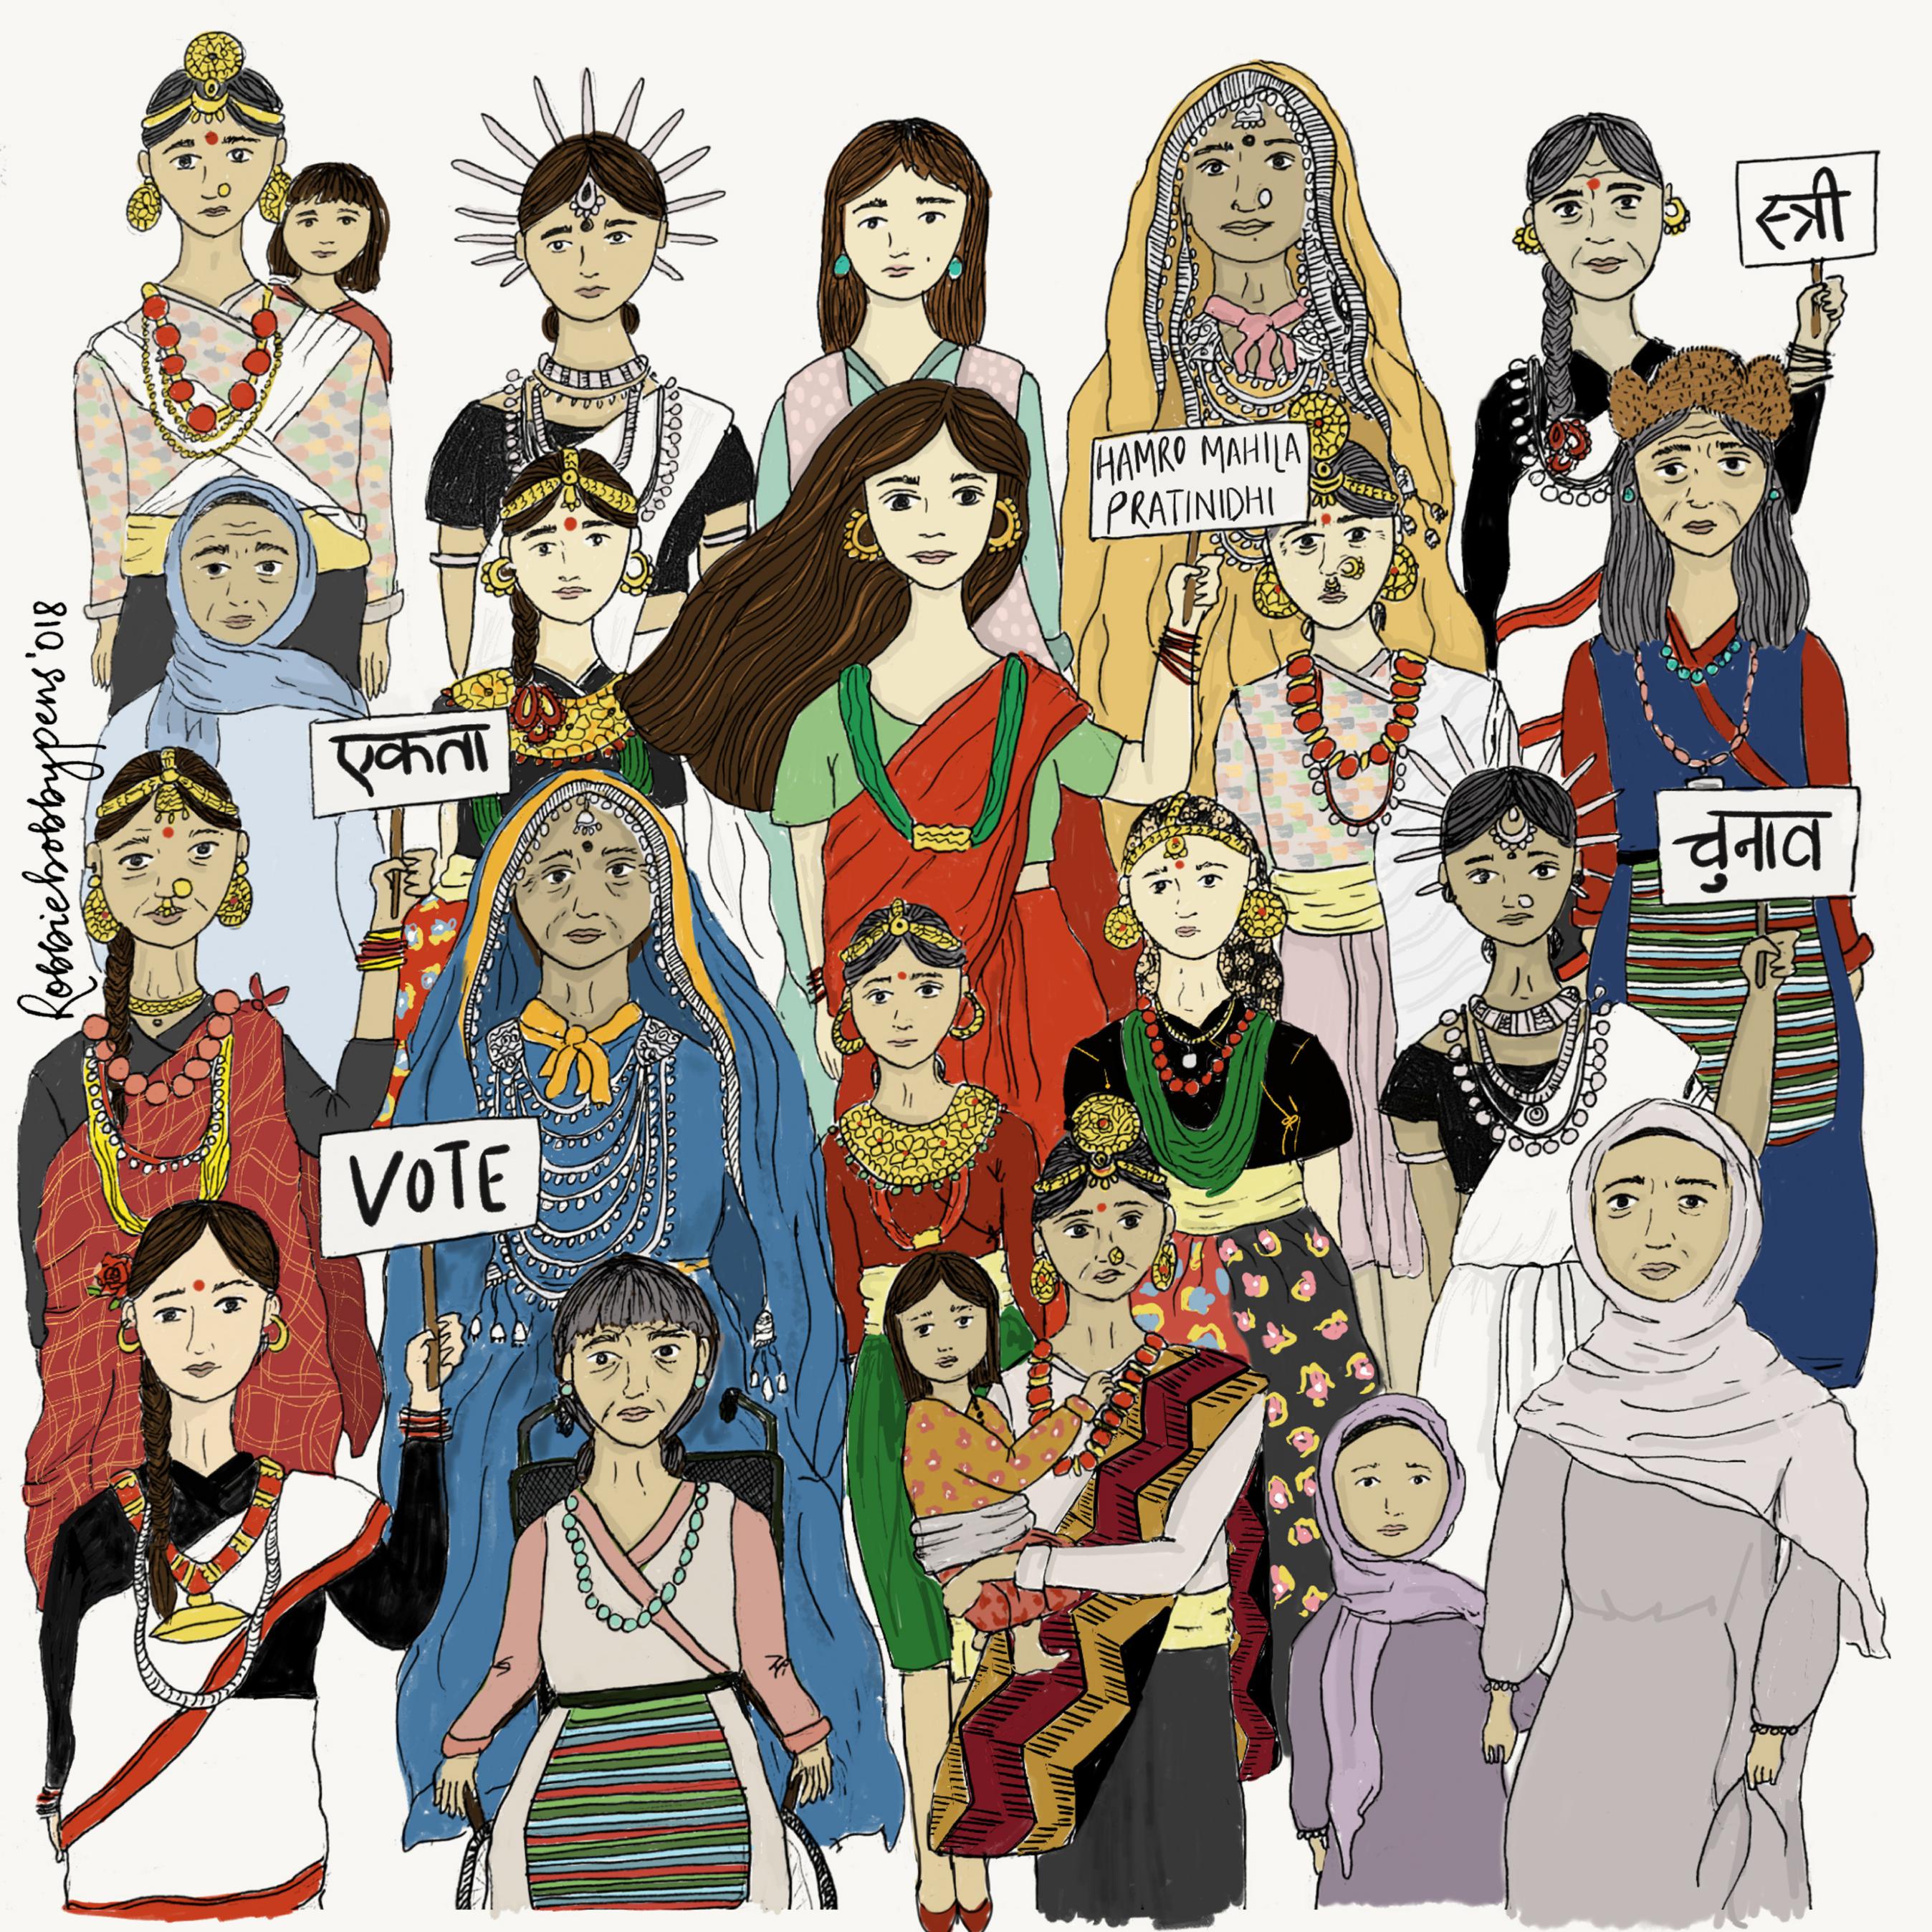 स्त्री
HAMRO MAHILA
PRATINIDHI
एकता
चुनाव
VOTE
Robbiebobbypens'018